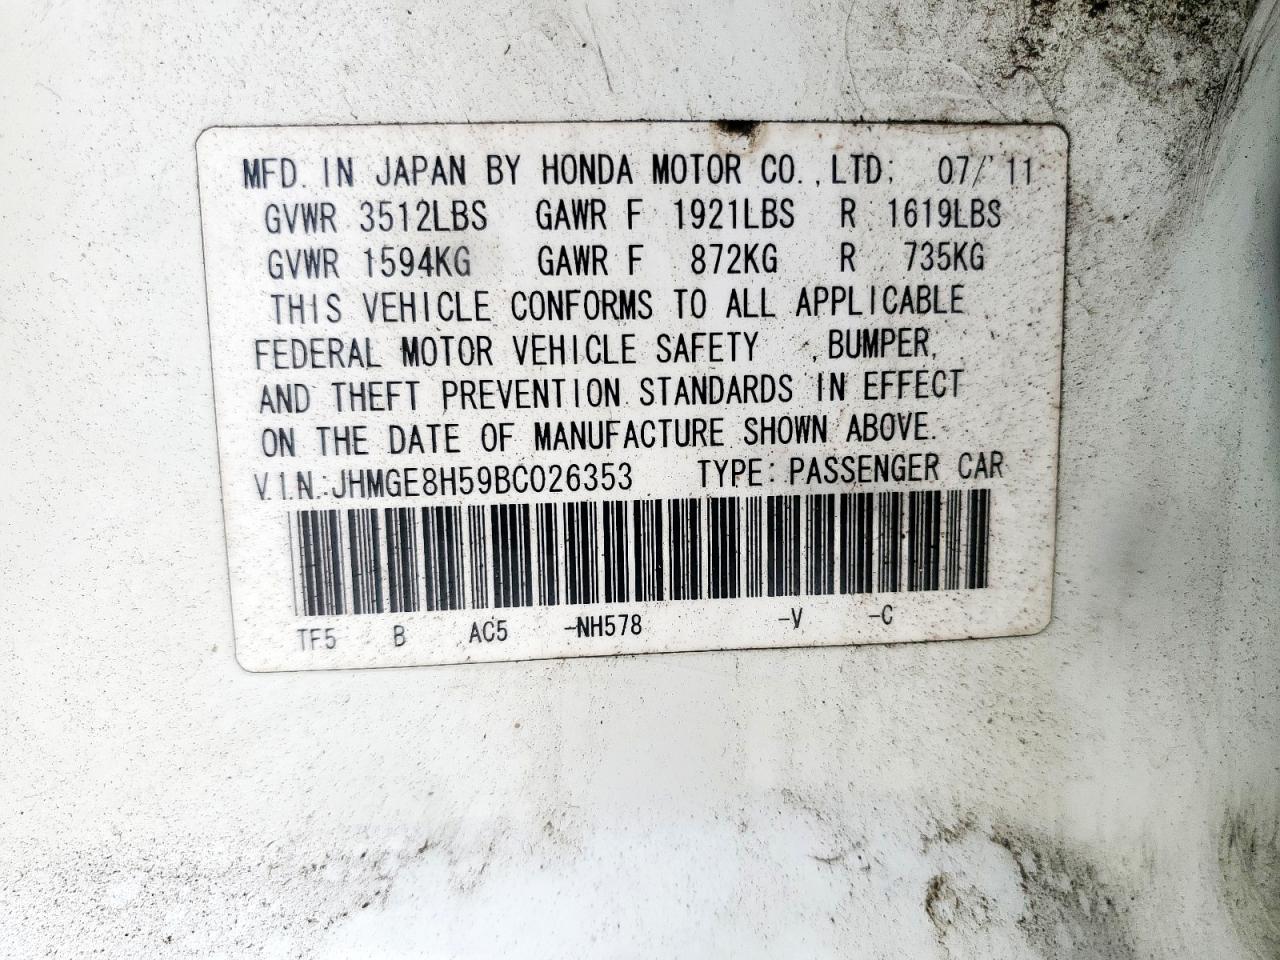 MFD. IN JAPAN BY HONDA MOTOR CO., LTD. 07/'11
GVWR 3512LBS GAWR F 1921LBS R 1619LBS
GVWR 1594KG GAWR F 872KG R 735KG
THIS VEHICLE CONFORMS TO ALL APPLICABLE
FEDERAL MOTOR VEHICLE SAFETY , BUMPER,
AND THEFT PREVENTION STANDARDS IN EFFECT
ON THE DATE OF MANUFACTURE SHOWN ABOVE.
V.I.N.:JHMGE8H59BC026353 TYPE: PASSENGER CAR
TF5 B AC5 -NH578 -V -C